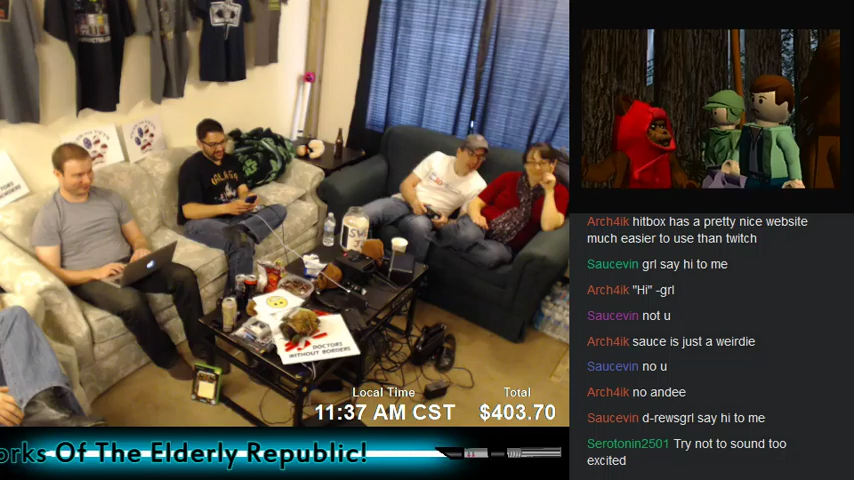 DOCTORS
WITHOUT BORDERS
Local Time
Total
11:37 AM CST
$403.70
orks Of The Elderly Republic!
Arch4ik hitbox has a pretty nice website
much easier to use than twitch
Saucevin grl say hi to me
Arch4ik "Hi" -grl
Saucevin not u
Arch4ik sauce is just a weirdie
Saucevin no u
Arch4ik no andee
Saucevin d-rewsgrl say hi to me
Serotonin2501 Try not to sound too
excited